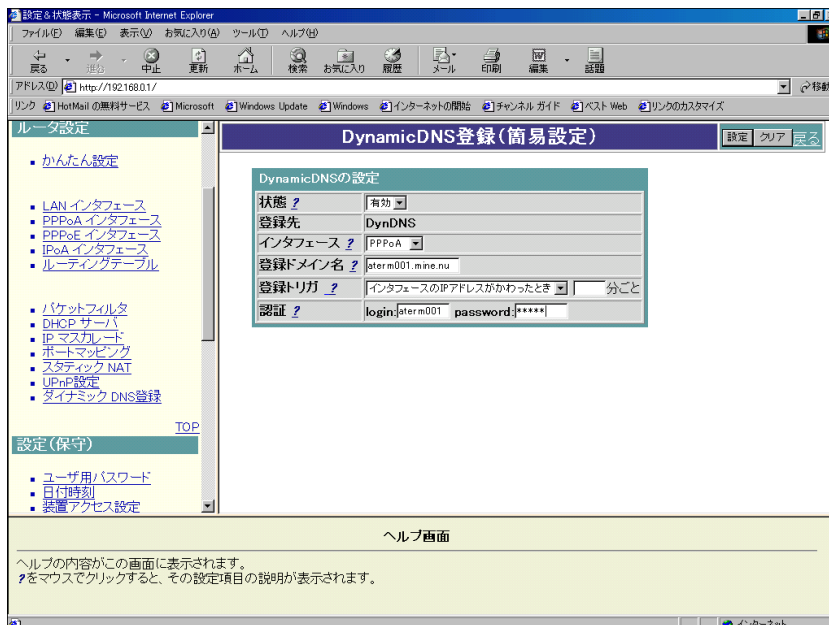 設定&状態表示 - Microsoft Internet Explorer
ファイル(F) 編集(E) 表示(V) お気に入り(A) ツール(T) ヘルプ(H)
戻る 進む 中止 更新 ホーム 検索 お気に入り 履歴 メール 印刷 編集 話題
アドレス(D) http://192.168.0.1/ 移動
リンク HotMail の無料サービス Microsoft Windows Update Windows インターネットの開始 チャンネル ガイド ベスト Web リンクのカスタマイズ
ルータ設定
かんたん設定
LAN インタフェース
PPPoA インタフェース
PPPoE インタフェース
IPoA インタフェース
ルーティングテーブル
パケットフィルタ
DHCP サーバ
IP マスカレード
ポートマッピング
スタティック NAT
UPnP設定
ダイナミック DNS登録
TOP
設定(保守)
ユーザ用パスワード
日付時刻
装置アクセス設定
DynamicDNS登録(簡易設定)
設定 クリア 戻る
DynamicDNSの設定
状態 ? 有効
登録先 DynDNS
インタフェース ? PPPoA
登録ドメイン名 ? aterm001.mine.nu
登録トリガ ? インタフェースのIPアドレスがかわったとき 分ごと
認証 ? login: aterm001 password: *****
ヘルプ画面
ヘルプの内容がこの画面に表示されます。
?をマウスでクリックすると、その設定項目の説明が表示されます。
インターネット